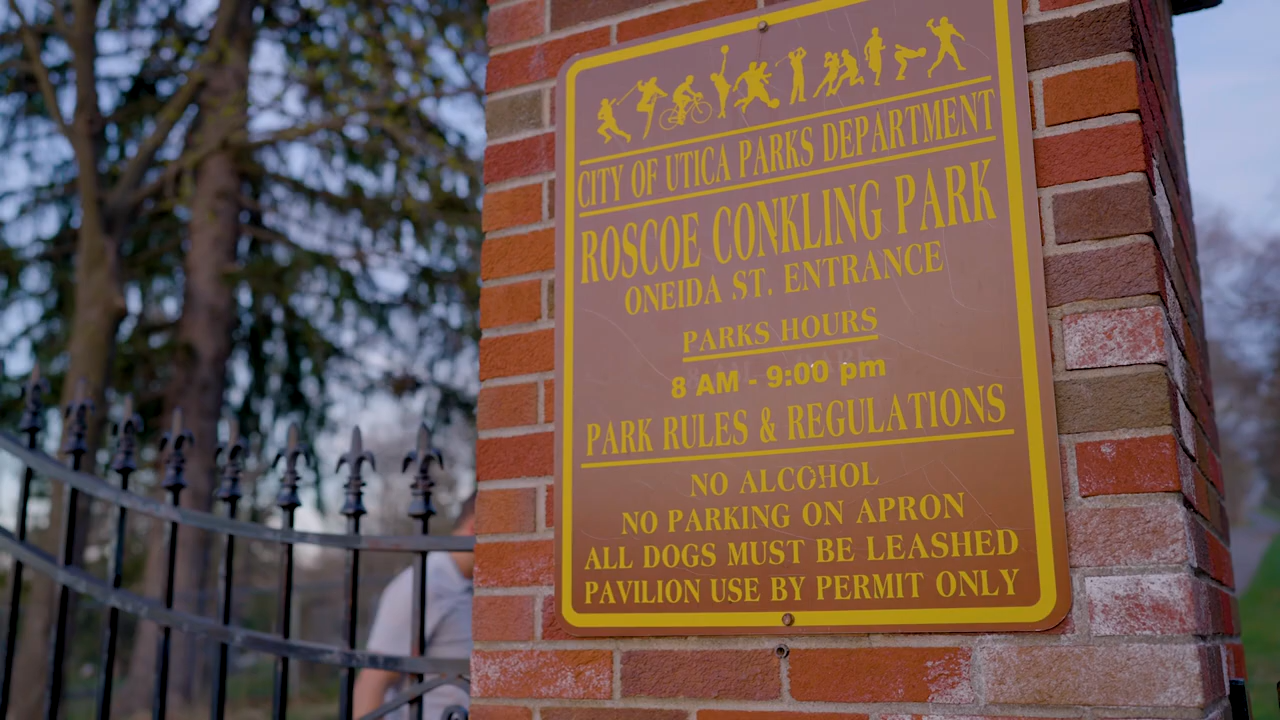 CITY OF UTICA PARKS DEPARTMENT
ROSCOE CONKLING PARK
ONEIDA ST. ENTRANCE
PARKS HOURS
8 AM - 9:00 pm
PARK RULES & REGULATIONS
NO ALCOHOL
NO PARKING ON APRON
ALL DOGS MUST BE LEASHED
PAVILION USE BY PERMIT ONLY